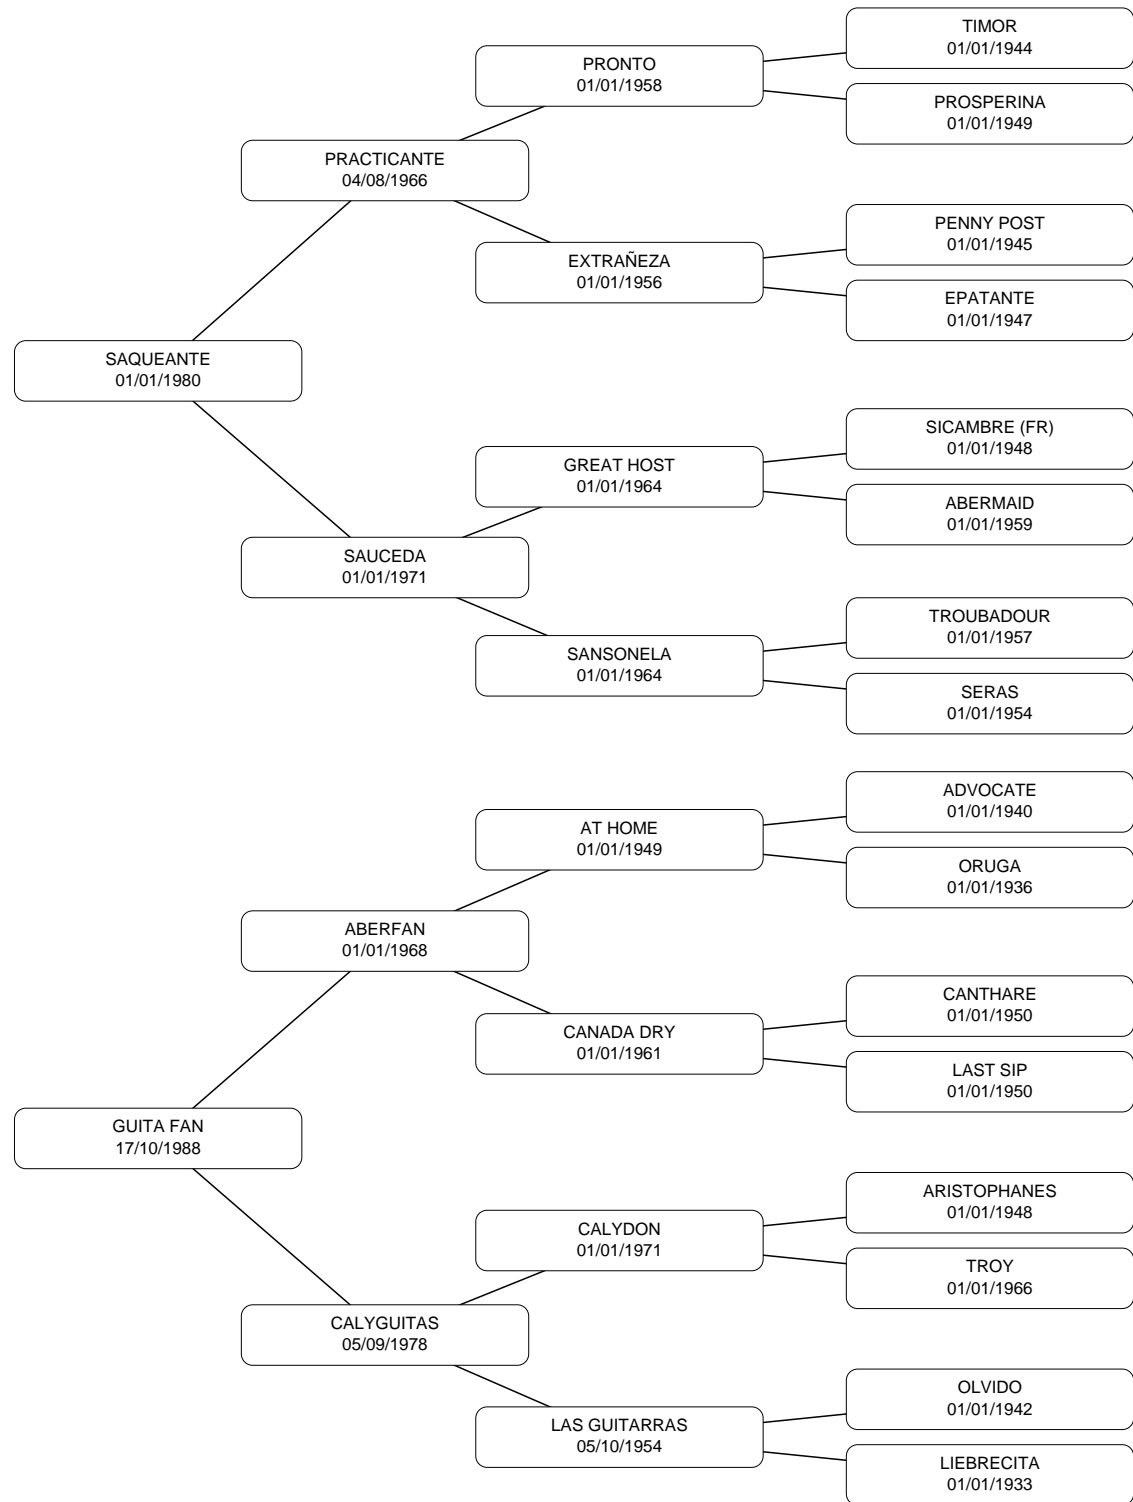 TIMOR
01/01/1944
PRONTO
01/01/1958
PROSPERINA
01/01/1949
PRACTICANTE
04/08/1966
PENNY POST
01/01/1945
EXTRAÑEZA
01/01/1956
EPATANTE
01/01/1947
SAQUEANTE
01/01/1980
SICAMBRE (FR)
01/01/1948
GREAT HOST
01/01/1964
ABERMAID
01/01/1959
SAUCEDA
01/01/1971
TROUBADOUR
01/01/1957
SANSONELA
01/01/1964
SERAS
01/01/1954
ADVOCATE
01/01/1940
AT HOME
01/01/1949
ORUGA
01/01/1936
ABERFAN
01/01/1968
CANTHARE
01/01/1950
CANADA DRY
01/01/1961
LAST SIP
01/01/1950
GUITA FAN
17/10/1988
ARISTOPHANES
01/01/1948
CALYDON
01/01/1971
TROY
01/01/1966
CALYGUITAS
05/09/1978
OLVIDO
01/01/1942
LAS GUITARRAS
05/10/1954
LIEBRECITA
01/01/1933